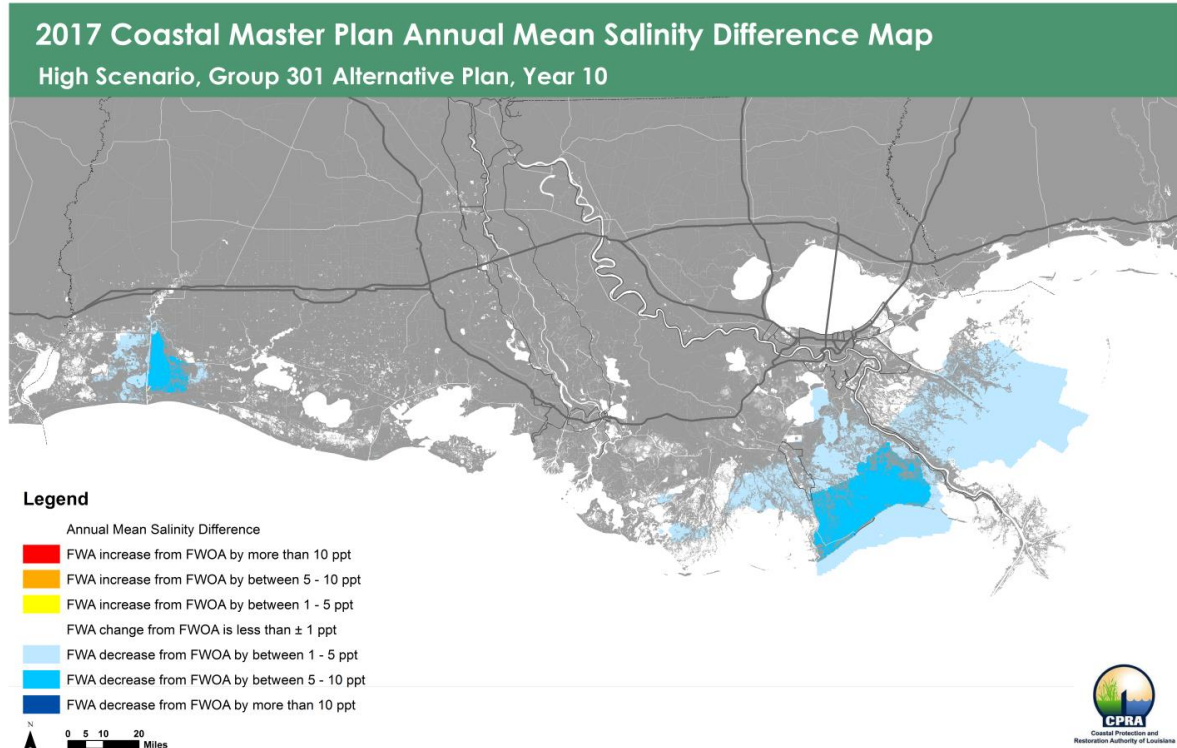 2017 Coastal Master Plan Annual Mean Salinity Difference Map
High Scenario, Group 301 Alternative Plan, Year 10
Legend
Annual Mean Salinity Difference
FWA increase from FWOA by more than 10 ppt
FWA increase from FWOA by between 5 - 10 ppt
FWA increase from FWOA by between 1 - 5 ppt
FWA change from FWOA is less than ± 1 ppt
FWA decrease from FWOA by between 1 - 5 ppt
FWA decrease from FWOA by between 5 - 10 ppt
FWA decrease from FWOA by more than 10 ppt
N
0 5 10 20
Miles
CPRA
Coastal Protection and
Restoration Authority of Louisiana